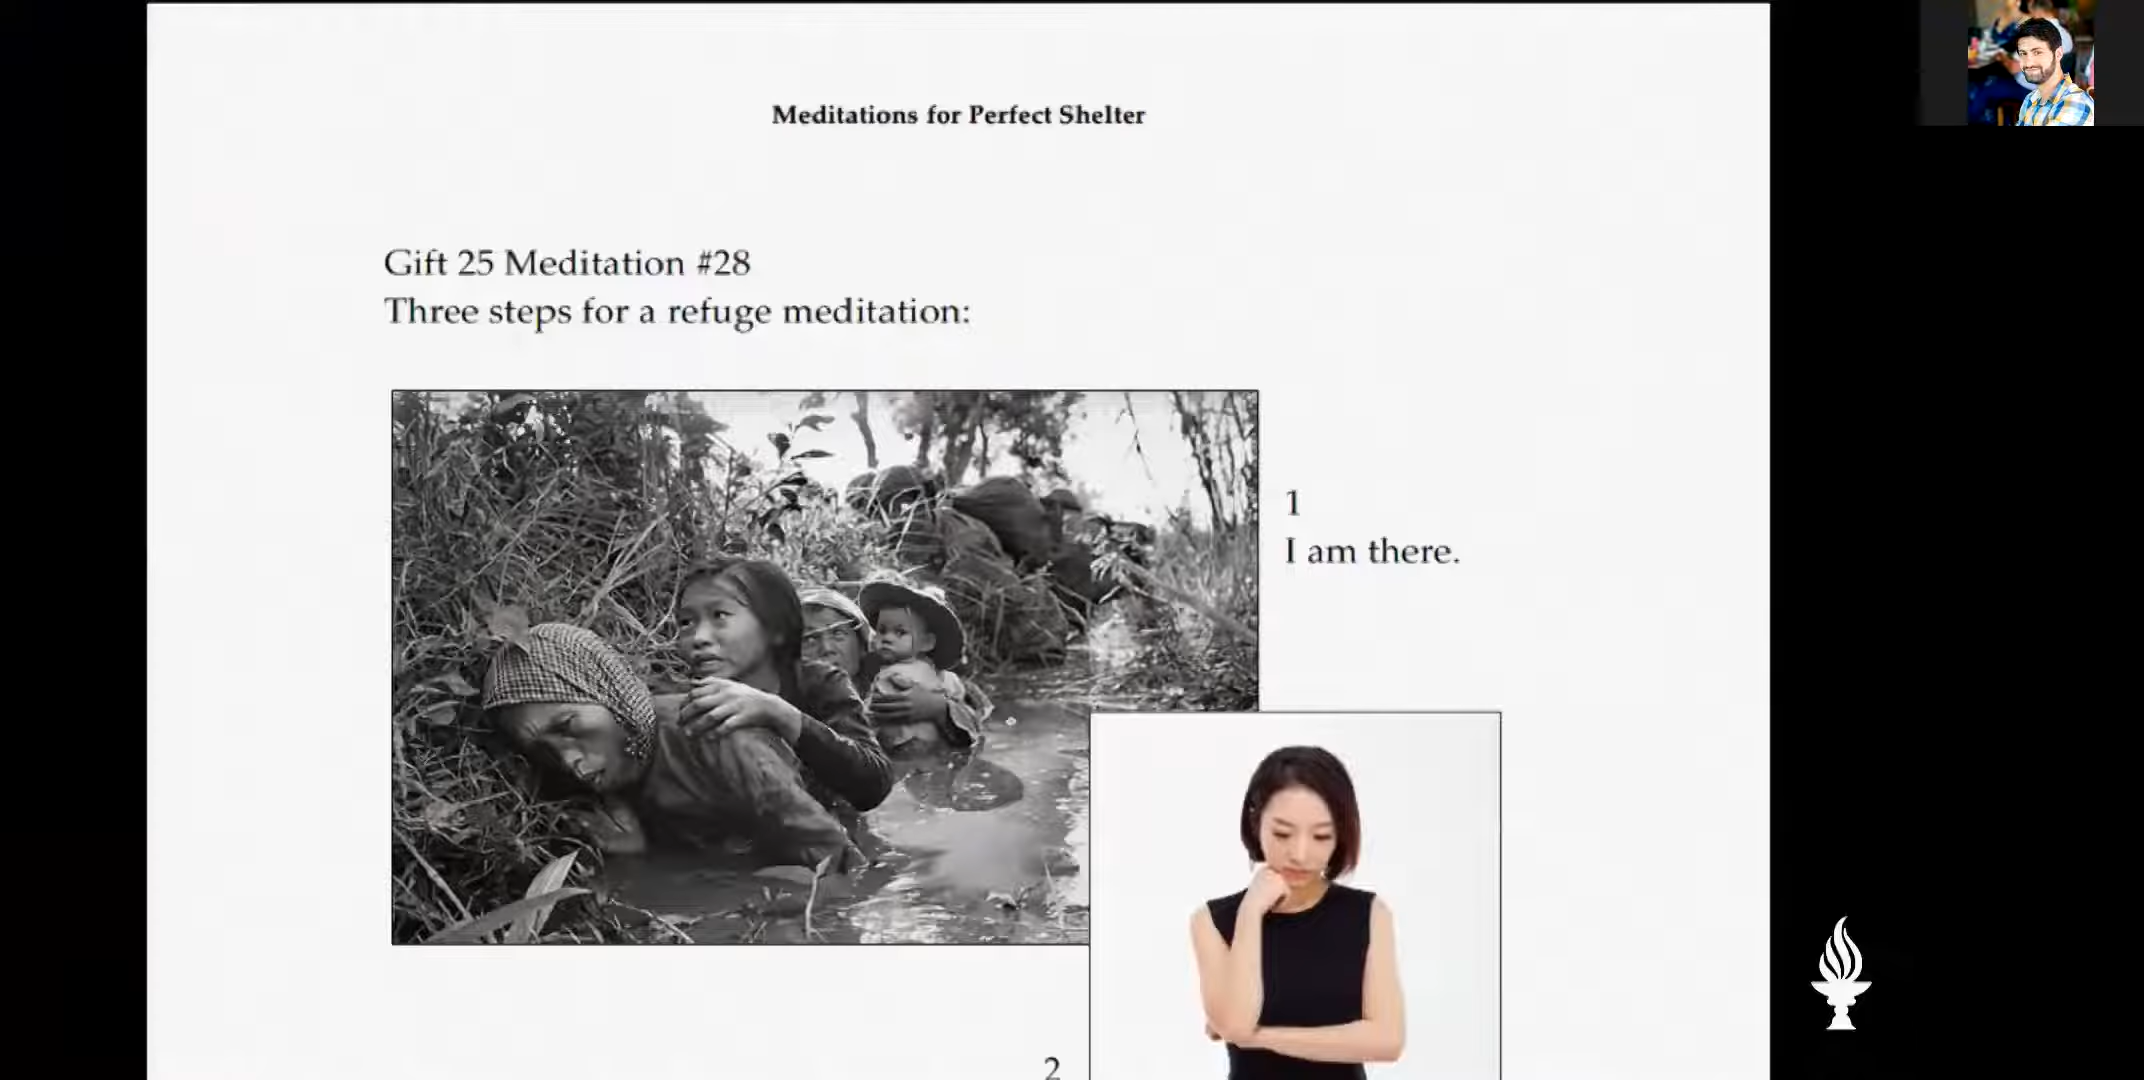 Meditations for Perfect Shelter
Gift 25 Meditation #28
Three steps for a refuge meditation:
1
I am there.
2